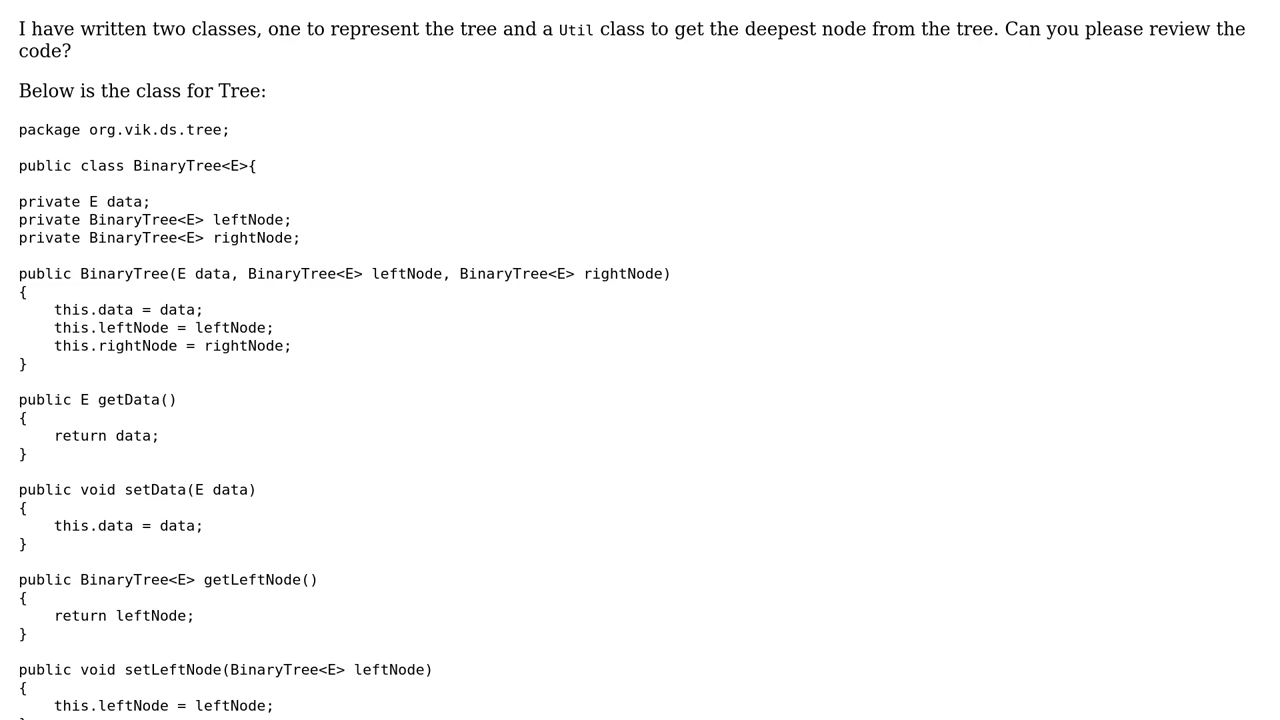 I have written two classes, one to represent the tree and a Util class to get the deepest node from the tree. Can you please review the
code?
Below is the class for Tree:
package org.vik.ds.tree;
public class BinaryTree<E>{
private E data;
private BinaryTree<E> leftNode;
private BinaryTree<E> rightNode;
public BinaryTree(E data, BinaryTree<E> leftNode, BinaryTree<E> rightNode)
{
    this.data = data;
    this.leftNode = leftNode;
    this.rightNode = rightNode;
}
public E getData()
{
    return data;
}
public void setData(E data)
{
    this.data = data;
}
public BinaryTree<E> getLeftNode()
{
    return leftNode;
}
public void setLeftNode(BinaryTree<E> leftNode)
{
    this.leftNode = leftNode;
}